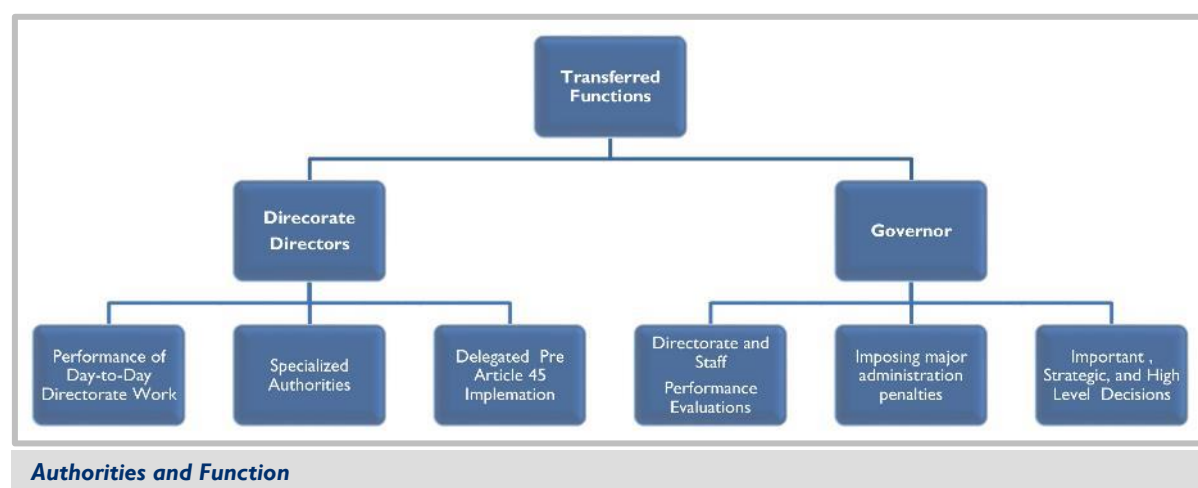 Transferred
Functions
Direcorate
Directors
Governor
Performance of
Day-to-Day
Directorate Work
Specialized
Authorities
Delegated Pre
Article 45
Implemation
Directorate and
Staff
Performance
Evaluations
Imposing major
administration
penalties
Important ,
Strategic, and High
Level Decisions
Authorities and Function